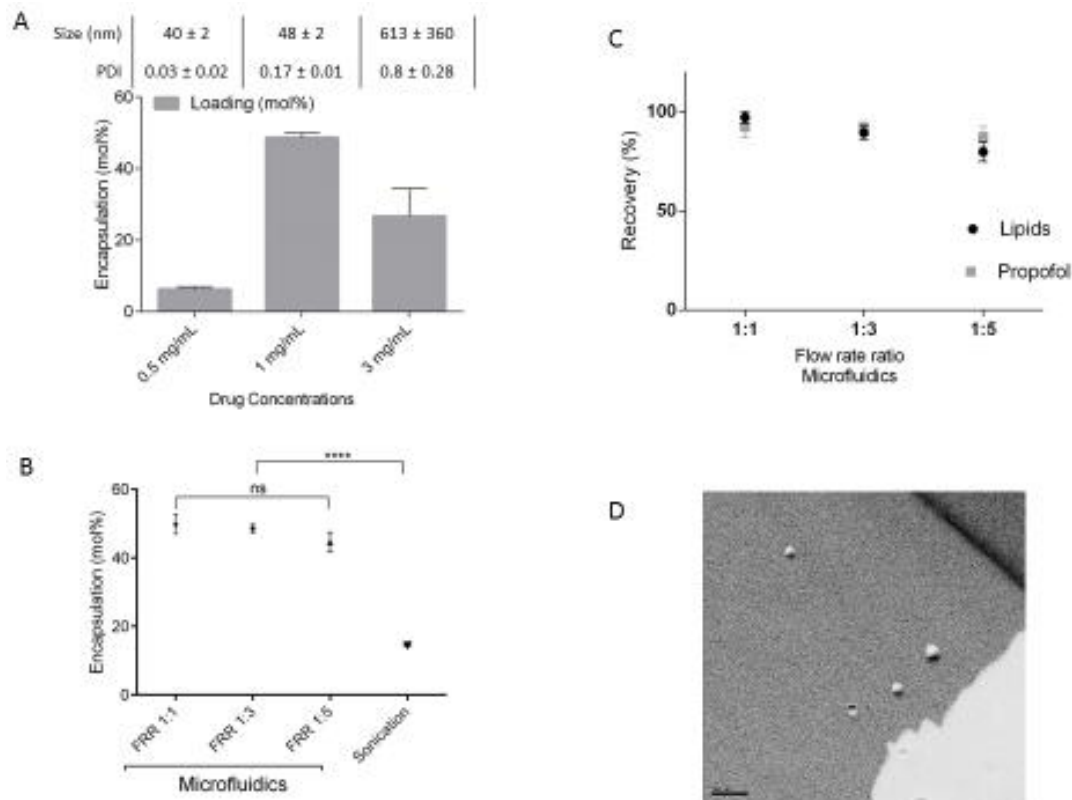 A
Size (nm) 40 ± 2 48 ± 2 613 ± 360
PDI 0.03 ± 0.02 0.17 ± 0.01 0.8 ± 0.28
Loading (mol%)
Encapsulation (mol%)
60
40
20
0
0.5 mg/mL 1 mg/mL 3 mg/mL
Drug Concentrations
B
****
ns
Encapsulation (mol%)
60
40
20
0
FRR 1:1 FRR 1:3 FRR 1:5 Sonication
Microfluidics
C
Recovery (%)
100
50
0
Lipids
Propofol
1:1 1:3 1:5
Flow rate ratio
Microfluidics
D